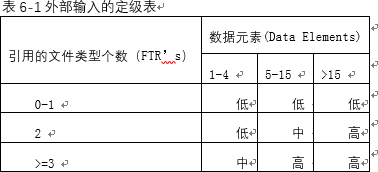 表 6-1 外部输入的定级表
引用的文件类型个数 (FTR's)
数据元素(Data Elements)
1-4 5-15 >15
0-1 低 低 低
2 低 中 高
>=3 中 高 高